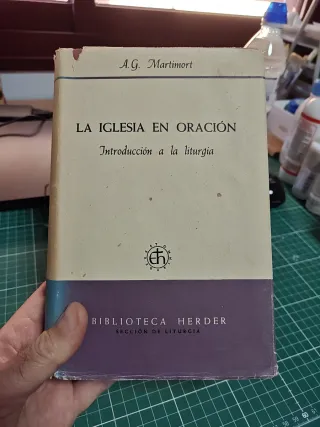 A.G. Martimort
LA IGLESIA EN ORACIÓN
Introducción a la liturgia
BIBLIOTECA HERDER
SECCIÓN DE LITURGIA